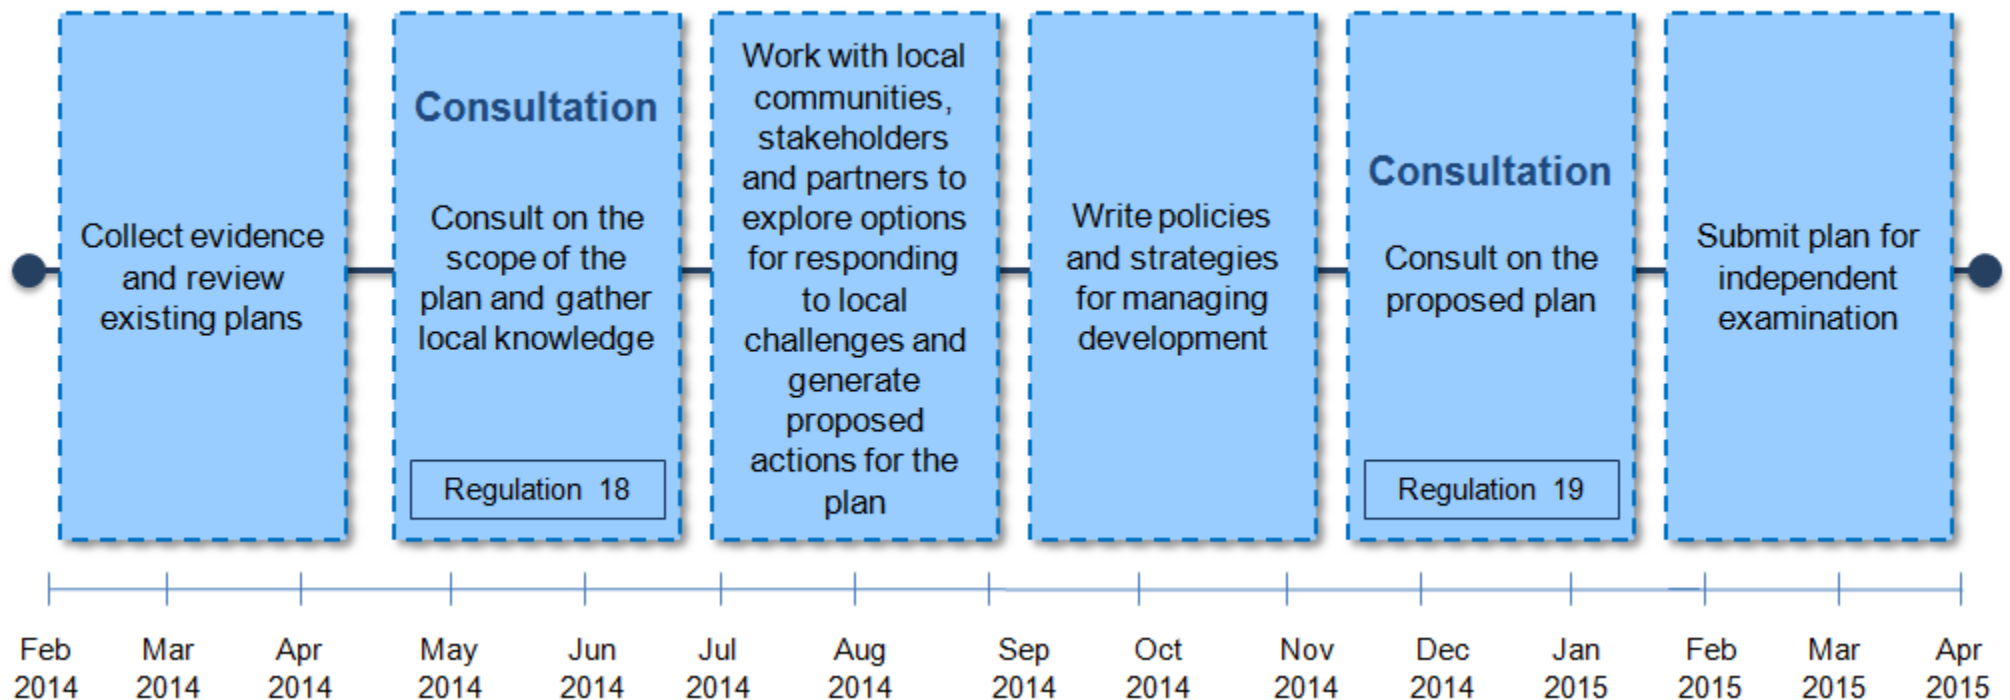 Collect evidence
and review
existing plans
Consultation
Consult on the
scope of the
plan and gather
local knowledge
Regulation 18
Work with local
communities,
stakeholders
and partners to
explore options
for responding
to local
challenges and
generate
proposed
actions for the
plan
Write policies
and strategies
for managing
development
Consultation
Consult on the
proposed plan
Regulation 19
Submit plan for
independent
examination
Feb Mar Apr May Jun Jul Aug Sep Oct Nov Dec Jan Feb Mar Apr
2014 2014 2014 2014 2014 2014 2014 2014 2014 2014 2014 2015 2015 2015 2015